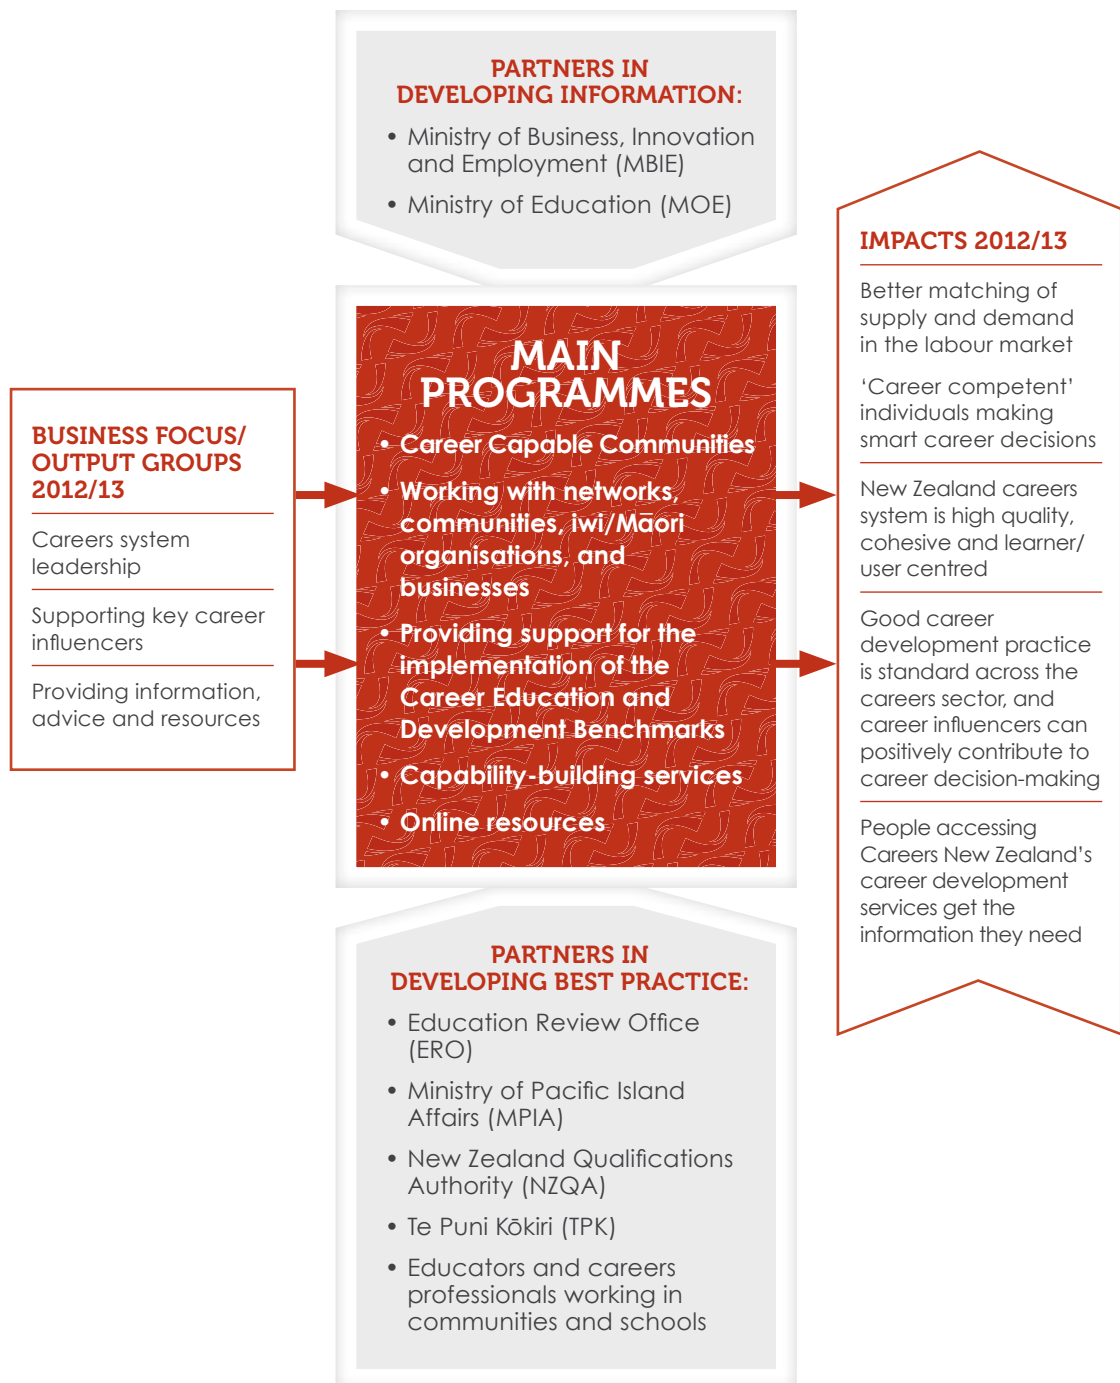 PARTNERS IN
DEVELOPING INFORMATION:
• Ministry of Business, Innovation
and Employment (MBIE)
• Ministry of Education (MOE)
BUSINESS FOCUS/
OUTPUT GROUPS
2012/13
Careers system
leadership
Supporting key career
influencers
Providing information,
advice and resources
MAIN
PROGRAMMES
• Career Capable Communities
• Working with networks,
communities, iwi/Māori
organisations, and
businesses
• Providing support for the
implementation of the
Career Education and
Development Benchmarks
• Capability-building services
• Online resources
IMPACTS 2012/13
Better matching of
supply and demand
in the labour market
‘Career competent’
individuals making
smart career decisions
New Zealand careers
system is high quality,
cohesive and learner/
user centred
Good career
development practice
is standard across the
careers sector, and
career influencers can
positively contribute to
career decision-making
People accessing
Careers New Zealand’s
career development
services get the
information they need
PARTNERS IN
DEVELOPING BEST PRACTICE:
• Education Review Office
(ERO)
• Ministry of Pacific Island
Affairs (MPIA)
• New Zealand Qualifications
Authority (NZQA)
• Te Puni Kōkiri (TPK)
• Educators and careers
professionals working in
communities and schools